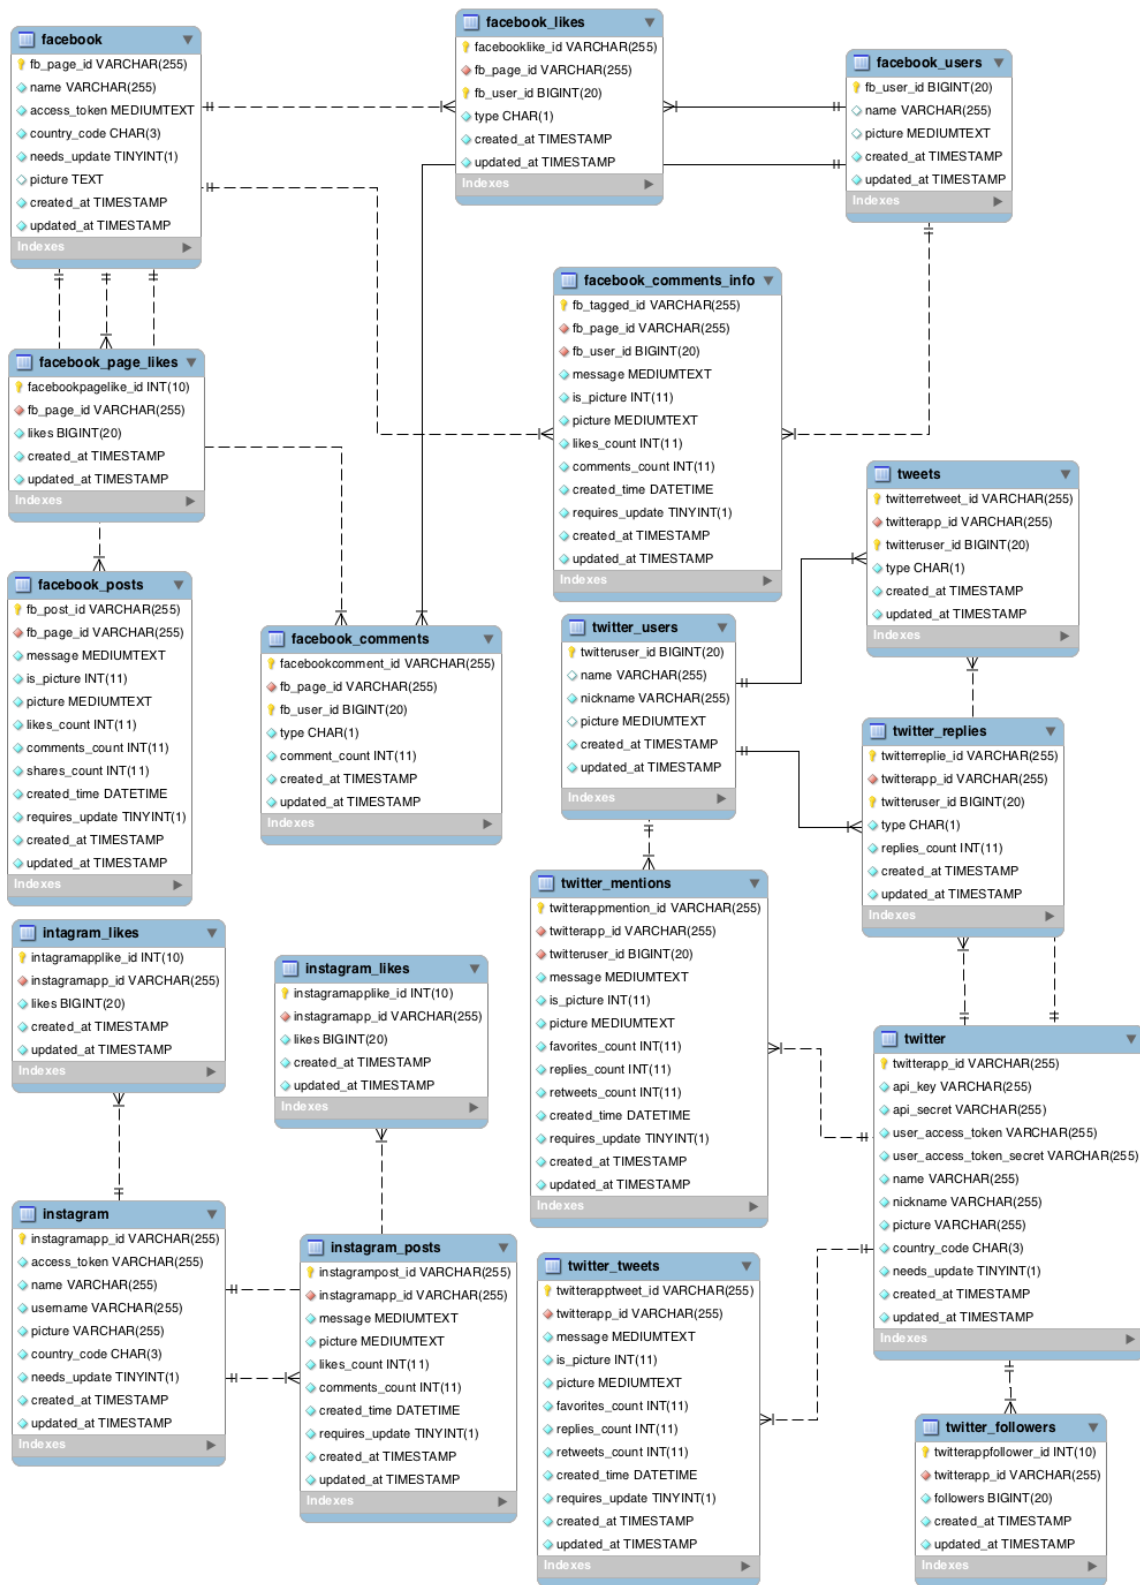 facebook
fb_page_id VARCHAR(255)
name VARCHAR(255)
access_token MEDIUMTEXT
country_code CHAR(3)
needs_update TINYINT(1)
picture TEXT
created_at TIMESTAMP
updated_at TIMESTAMP
Indexes
facebook_likes
facebooklike_id VARCHAR(255)
fb_page_id VARCHAR(255)
fb_user_id BIGINT(20)
type CHAR(1)
created_at TIMESTAMP
updated_at TIMESTAMP
Indexes
facebook_users
fb_user_id BIGINT(20)
name VARCHAR(255)
picture MEDIUMTEXT
created_at TIMESTAMP
updated_at TIMESTAMP
Indexes
facebook_comments_info
fb_tagged_id VARCHAR(255)
fb_page_id VARCHAR(255)
fb_user_id BIGINT(20)
message MEDIUMTEXT
is_picture INT(11)
picture MEDIUMTEXT
likes_count INT(11)
comments_count INT(11)
created_time DATETIME
requires_update TINYINT(1)
created_at TIMESTAMP
updated_at TIMESTAMP
Indexes
facebook_page_likes
facebookpagelike_id INT(10)
fb_page_id VARCHAR(255)
likes BIGINT(20)
created_at TIMESTAMP
updated_at TIMESTAMP
Indexes
tweets
twitterretweet_id VARCHAR(255)
twitterapp_id VARCHAR(255)
twitteruser_id BIGINT(20)
type CHAR(1)
created_at TIMESTAMP
updated_at TIMESTAMP
Indexes
facebook_posts
fb_post_id VARCHAR(255)
fb_page_id VARCHAR(255)
message MEDIUMTEXT
is_picture INT(11)
picture MEDIUMTEXT
likes_count INT(11)
comments_count INT(11)
shares_count INT(11)
created_time DATETIME
requires_update TINYINT(1)
created_at TIMESTAMP
updated_at TIMESTAMP
Indexes
facebook_comments
facebookcomment_id VARCHAR(255)
fb_page_id VARCHAR(255)
fb_user_id BIGINT(20)
type CHAR(1)
comment_count INT(11)
created_at TIMESTAMP
updated_at TIMESTAMP
Indexes
twitter_users
twitteruser_id BIGINT(20)
name VARCHAR(255)
nickname VARCHAR(255)
picture MEDIUMTEXT
created_at TIMESTAMP
updated_at TIMESTAMP
Indexes
twitter_replies
twitterreplie_id VARCHAR(255)
twitterapp_id VARCHAR(255)
twitteruser_id BIGINT(20)
type CHAR(1)
replies_count INT(11)
created_at TIMESTAMP
updated_at TIMESTAMP
Indexes
twitter_mentions
twitterappmention_id VARCHAR(255)
twitterapp_id VARCHAR(255)
twitteruser_id BIGINT(20)
message MEDIUMTEXT
is_picture INT(11)
picture MEDIUMTEXT
favorites_count INT(11)
replies_count INT(11)
retweets_count INT(11)
created_time DATETIME
requires_update TINYINT(1)
created_at TIMESTAMP
updated_at TIMESTAMP
Indexes
intagram_likes
intagramapplike_id INT(10)
instagramapp_id VARCHAR(255)
likes BIGINT(20)
created_at TIMESTAMP
updated_at TIMESTAMP
Indexes
instagram_likes
instagramapplike_id INT(10)
instagramapp_id VARCHAR(255)
likes BIGINT(20)
created_at TIMESTAMP
updated_at TIMESTAMP
Indexes
twitter
twitterapp_id VARCHAR(255)
api_key VARCHAR(255)
api_secret VARCHAR(255)
user_access_token VARCHAR(255)
user_access_token_secret VARCHAR(255)
name VARCHAR(255)
nickname VARCHAR(255)
picture VARCHAR(255)
country_code CHAR(3)
needs_update TINYINT(1)
created_at TIMESTAMP
updated_at TIMESTAMP
Indexes
instagram
instagramapp_id VARCHAR(255)
access_token VARCHAR(255)
name VARCHAR(255)
username VARCHAR(255)
picture VARCHAR(255)
country_code CHAR(3)
needs_update TINYINT(1)
created_at TIMESTAMP
updated_at TIMESTAMP
Indexes
instagram_posts
instagrampost_id VARCHAR(255)
instagramapp_id VARCHAR(255)
message MEDIUMTEXT
picture MEDIUMTEXT
likes_count INT(11)
comments_count INT(11)
created_time DATETIME
requires_update TINYINT(1)
created_at TIMESTAMP
updated_at TIMESTAMP
Indexes
twitter_tweets
twitterapptweet_id VARCHAR(255)
twitterapp_id VARCHAR(255)
message MEDIUMTEXT
is_picture INT(11)
picture MEDIUMTEXT
favorites_count INT(11)
replies_count INT(11)
retweets_count INT(11)
created_time DATETIME
requires_update TINYINT(1)
created_at TIMESTAMP
updated_at TIMESTAMP
Indexes
twitter_followers
twitterappfollower_id INT(10)
twitterapp_id VARCHAR(255)
followers BIGINT(20)
created_at TIMESTAMP
updated_at TIMESTAMP
Indexes